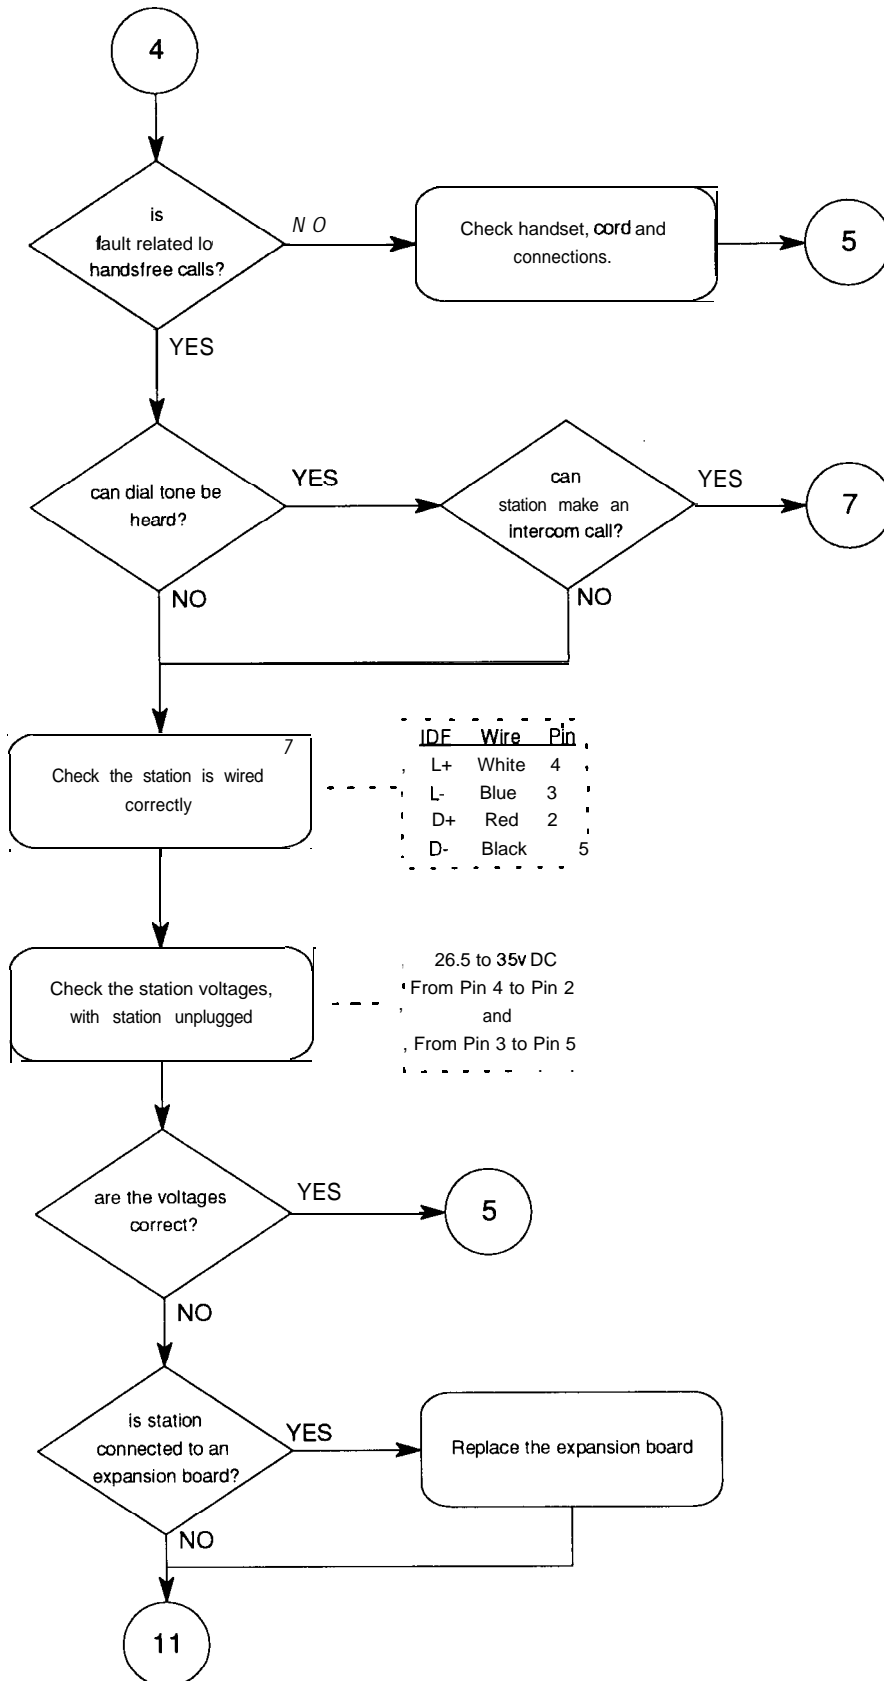 4
is
fault related lo
handsfree calls?
NO
Check handset, cord and
connections.
5
YES
can dial tone be
heard?
YES
can
station make an
intercom call?
YES
7
NO
NO
7
Check the station is wired
correctly
IDF Wire Pin
L+ White 4
L- Blue 3
D+ Red 2
D- Black 5
Check the station voltages,
with station unplugged
26.5 to 35v DC
From Pin 4 to Pin 2
and
From Pin 3 to Pin 5
are the voltages
correct?
YES
5
NO
is station
connected to an
expansion board?
YES
Replace the expansion board
NO
11